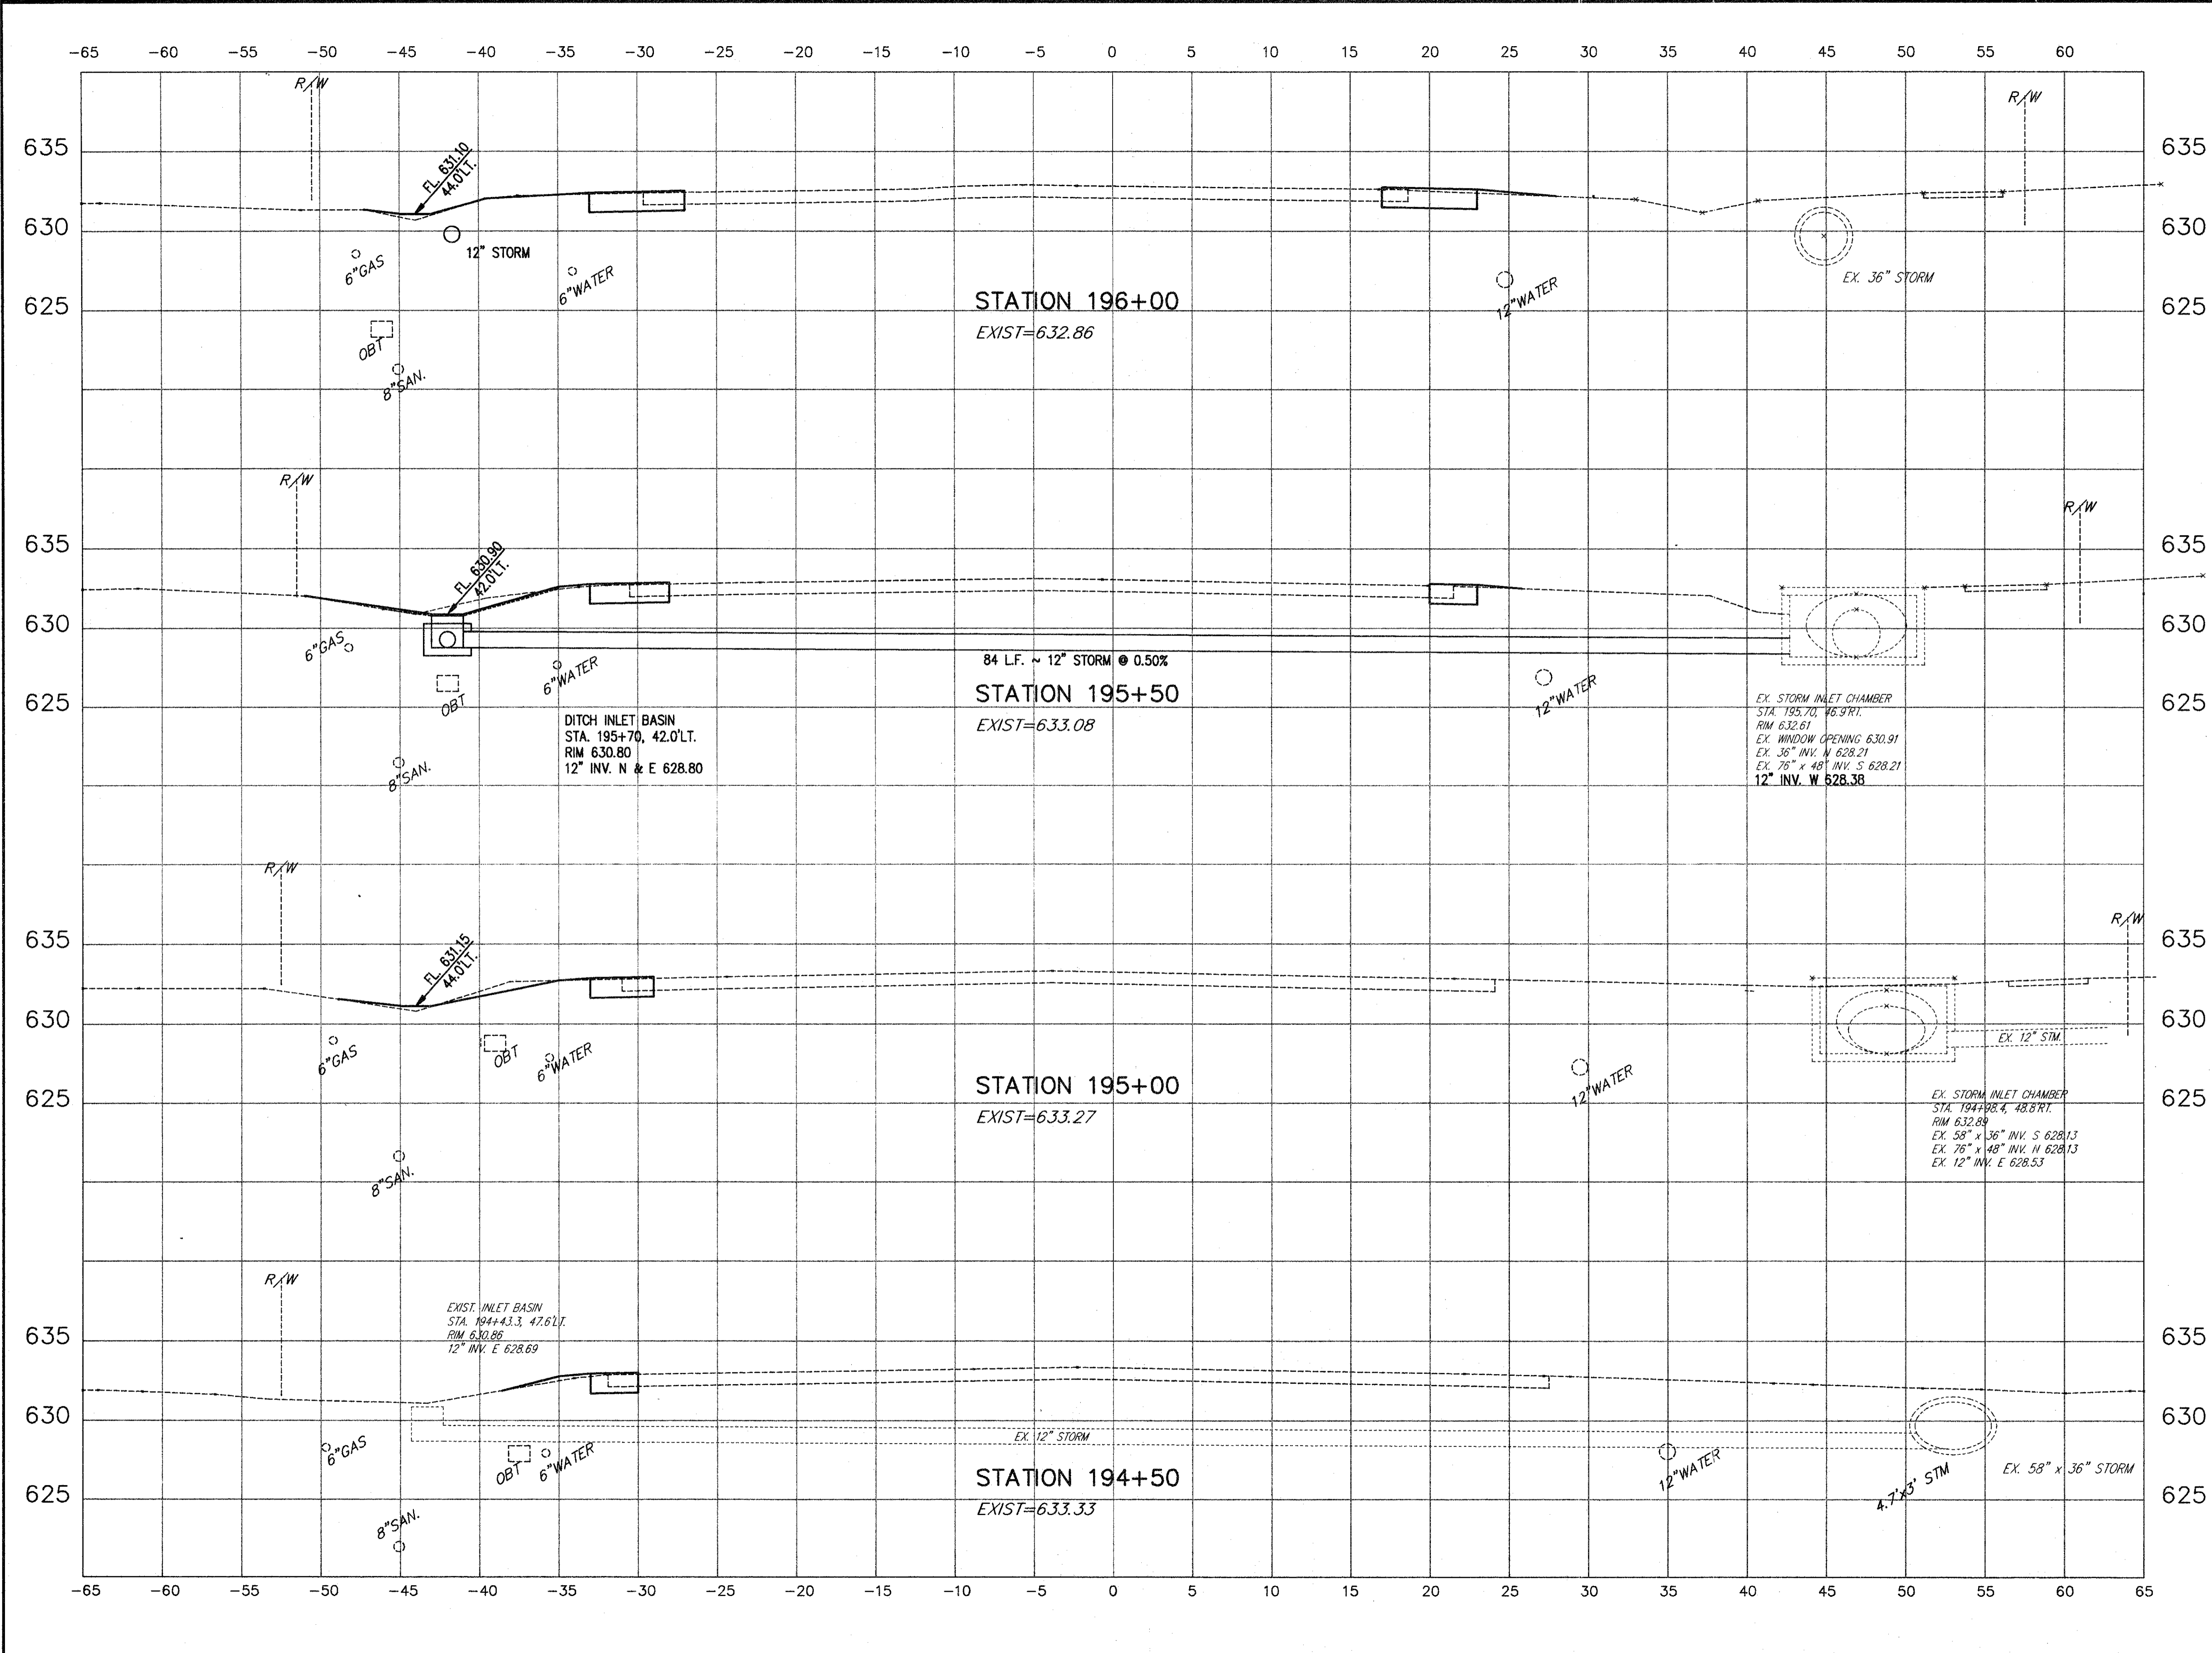 -65 -60 -55 -50 -45 -40 -35 -30 -25 -20 -15 -10 -5 0 5 10 15 20 25 30 35 40 45 50 55 60
R/W
R/W
635
635
FL. 631.10
44.0'LT.
630
630
12" STORM
6"GAS
6"WATER
EX. 36" STORM
12"WATER
625
625
STATION 196+00
EXIST=632.86
OBT
8"SAN.
R/W
R/W
635
635
FL. 630.90
42.0'LT.
630
630
6"GAS
84 L.F. ~ 12" STORM @ 0.50%
6"WATER
12"WATER
OBT
625
625
STATION 195+50
EXIST=633.08
DITCH INLET BASIN
STA. 195+70, 42.0'LT.
RIM 630.80
12" INV. N & E 628.80
EX. STORM INLET CHAMBER
STA. 195.70, 46.9'RT.
RIM 632.61
EX. WINDOW OPENING 630.91
EX. 36" INV. N 628.21
EX. 76" x 48" INV. S 628.21
12" INV. W 628.38
8"SAN.
R/W
R/W
635
635
FL. 631.15
44.0'LT.
630
630
EX. 12" STM.
6"GAS
OBT
6"WATER
12"WATER
625
625
STATION 195+00
EXIST=633.27
EX. STORM INLET CHAMBER
STA. 194+98.4, 48.8'RT.
RIM 632.89
EX. 58" x 36" INV. S 628.13
EX. 76" x 48" INV. N 628.13
EX. 12" INV. E 628.53
8"SAN.
R/W
EXIST. INLET BASIN
STA. 194+43.3, 47.6'LT.
RIM 630.86
12" INV. E 628.69
635
635
630
630
EX. 12" STORM
6"GAS
OBT
6"WATER
12"WATER
4.7'x3' STM
EX. 58" x 36" STORM
625
625
STATION 194+50
EXIST=633.33
8"SAN.
-65 -60 -55 -50 -45 -40 -35 -30 -25 -20 -15 -10 -5 0 5 10 15 20 25 30 35 40 45 50 55 60 65